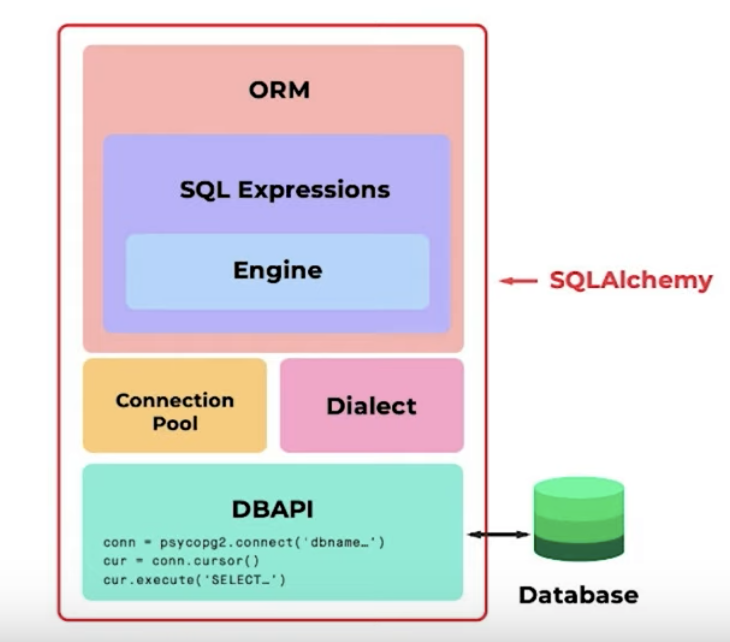 ORM
SQL Expressions
Engine
SQLAlchemy
Connection
Pool
Dialect
DBAPI
conn = psycopg2.connect('dbname…')
cur = conn.cursor()
cur.execute('SELECT…')
Database